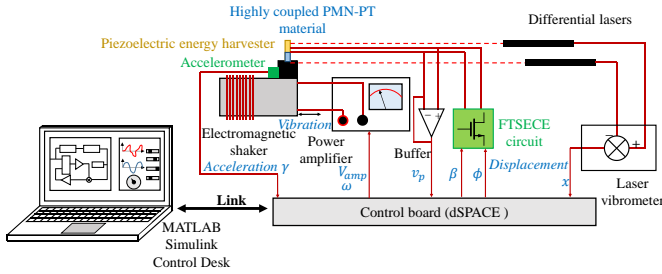 Highly coupled PMN-PT
material
Differential lasers
Piezoelectric energy harvester
Accelerometer
Electromagnetic
shaker
Vibration
Power
amplifier
Buffer
FTSECE
circuit
− +
− +
Laser
vibrometer
Acceleration γ
V_amp
ω
v_p
β
ϕ
Displacement
x
Link
Control board (dSPACE )
MATLAB
Simulink
Control Desk